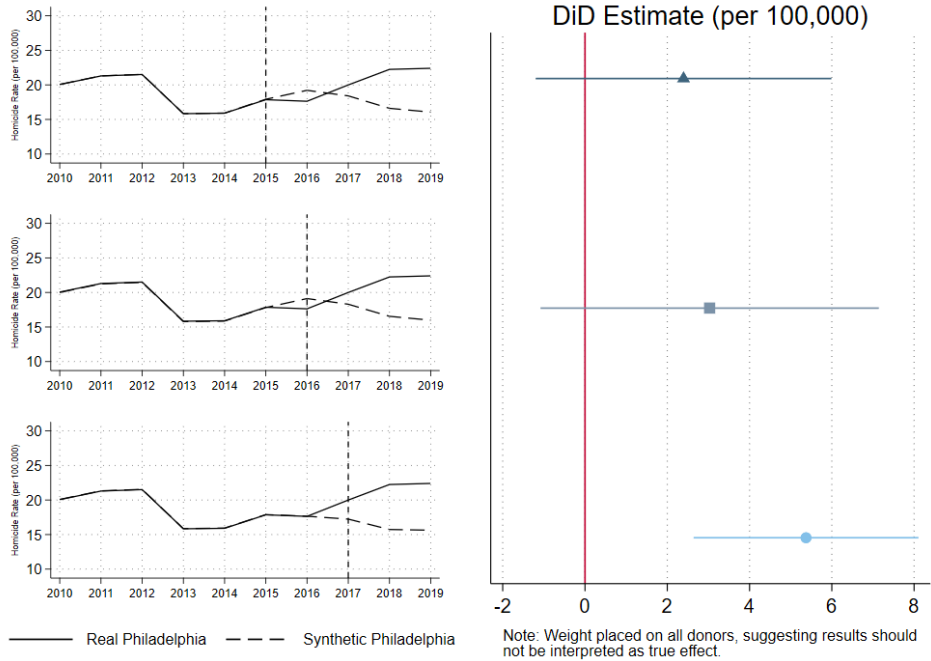 DiD Estimate (per 100,000)
Homicide Rate (per 100.000)
30
25
20
15
10
2010 2011 2012 2013 2014 2015 2016 2017 2018 2019
Homicide Rate (per 100.000)
30
25
20
15
10
2010 2011 2012 2013 2014 2015 2016 2017 2018 2019
Homicide Rate (per 100.000)
30
25
20
15
10
2010 2011 2012 2013 2014 2015 2016 2017 2018 2019
Real Philadelphia Synthetic Philadelphia
-2 0 2 4 6 8
Note: Weight placed on all donors, suggesting results should
not be interpreted as true effect.